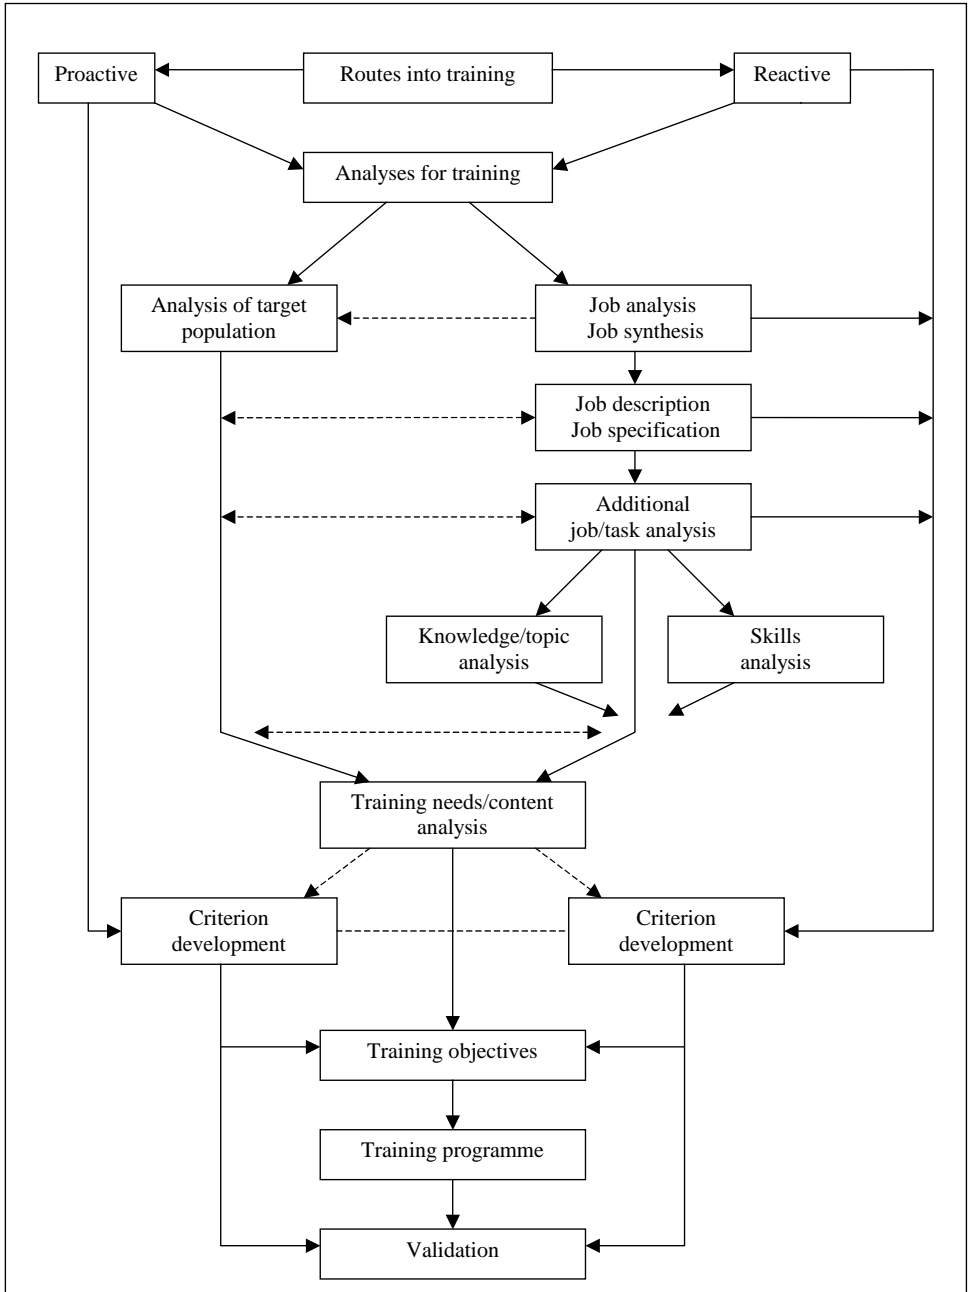 Proactive
Routes into training
Reactive
Analyses for training
Analysis of target
population
Job analysis
Job synthesis
Job description
Job specification
Additional
job/task analysis
Knowledge/topic
analysis
Skills
analysis
Training needs/content
analysis
Criterion
development
Criterion
development
Training objectives
Training programme
Validation